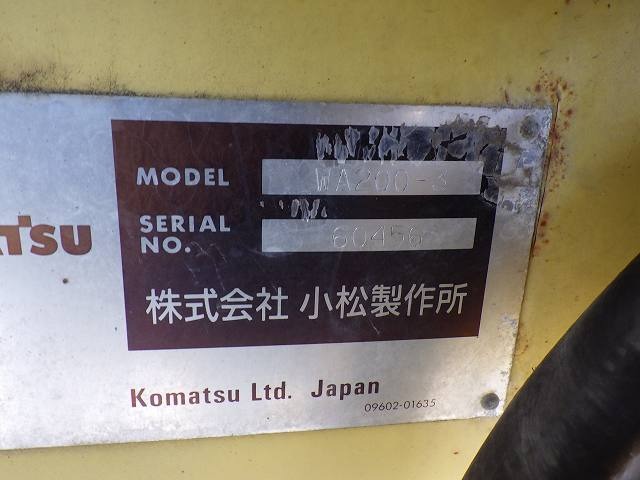 MODEL WA200-3
SERIAL NO. 60456
ATSU
株式会社 小松製作所
Komatsu Ltd. Japan
09602-01635